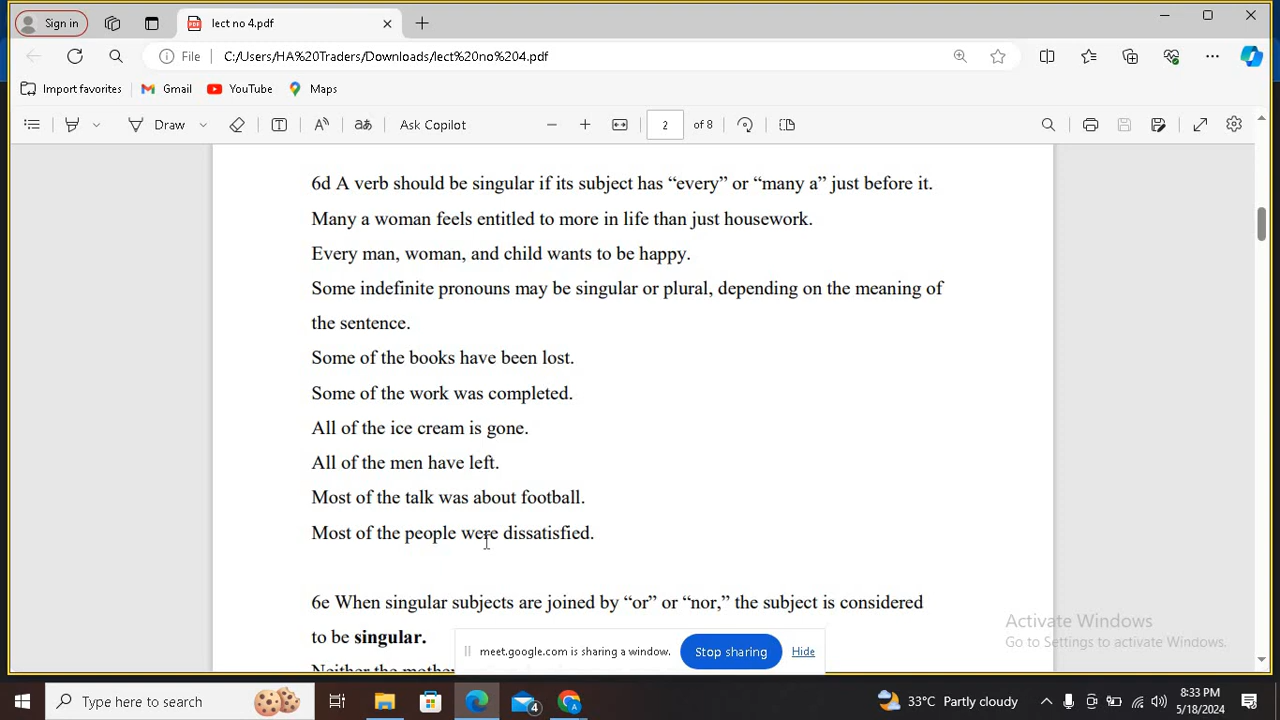 Sign in
lect no 4.pdf
File
C:/Users/HA%20Traders/Downloads/lect%20no%204.pdf
Import favorites
Gmail
YouTube
Maps
Draw
aあ
Ask Copilot
2
of 8
6d A verb should be singular if its subject has “every” or “many a” just before it.
Many a woman feels entitled to more in life than just housework.
Every man, woman, and child wants to be happy.
Some indefinite pronouns may be singular or plural, depending on the meaning of
the sentence.
Some of the books have been lost.
Some of the work was completed.
All of the ice cream is gone.
All of the men have left.
Most of the talk was about football.
Most of the people were dissatisfied.
6e When singular subjects are joined by “or” or “nor,” the subject is considered
to be singular.
Neither the mothe
Activate Windows
Go to Settings to activate Windows.
meet.google.com is sharing a window.
Stop sharing
Hide
Type here to search
4
33°C Partly cloudy
8:33 PM
5/18/2024